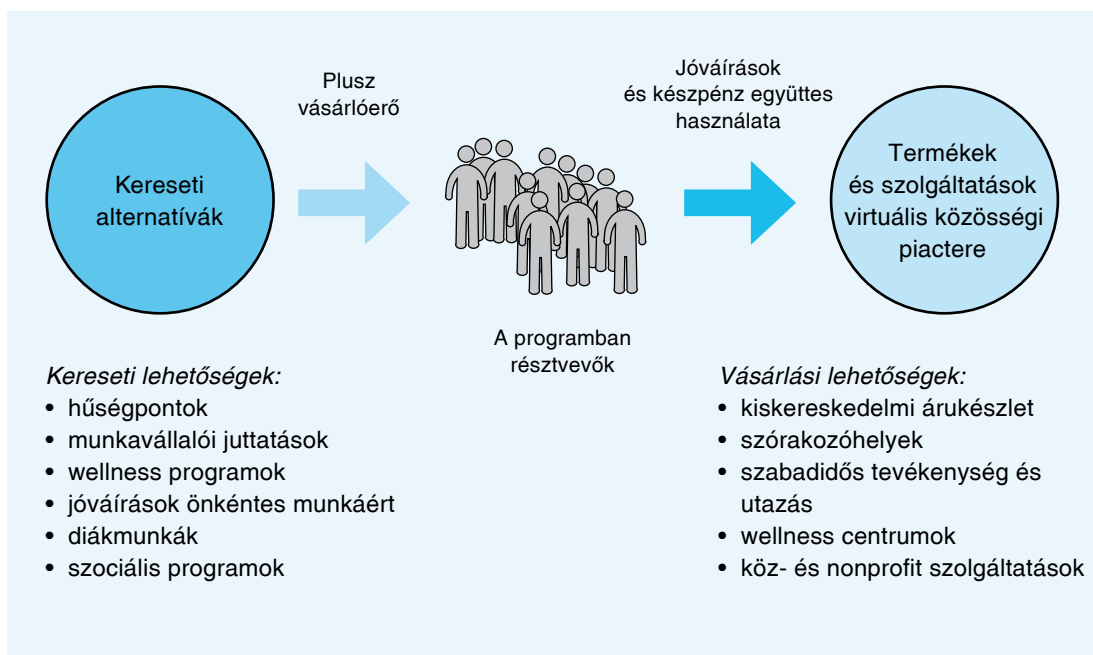 Kereseti
alternatívák
Plusz
vásárlóerő
A programban
résztvevők
Jóváírások
és készpénz együttes
használata
Termékek
és szolgáltatások
virtuális közösségi
piactere
Kereseti lehetőségek:
• hűségpontok
• munkavállalói juttatások
• wellness programok
• jóváírások önkéntes munkáért
• diákmunkák
• szociális programok
Vásárlási lehetőségek:
• kiskereskedelmi árukészlet
• szórakozóhelyek
• szabadidős tevékenység és
utazás
• wellness centrumok
• köz- és nonprofit szolgáltatások